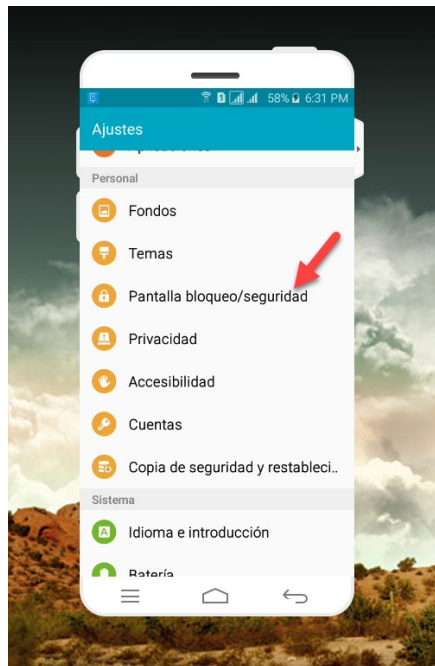 58% 6:31 PM
Ajustes
Aplicaciones
Personal
Fondos
Temas
Pantalla bloqueo/seguridad
Privacidad
Accesibilidad
Cuentas
Copia de seguridad y restableci..
Sistema
A
Idioma e introducción
Batería